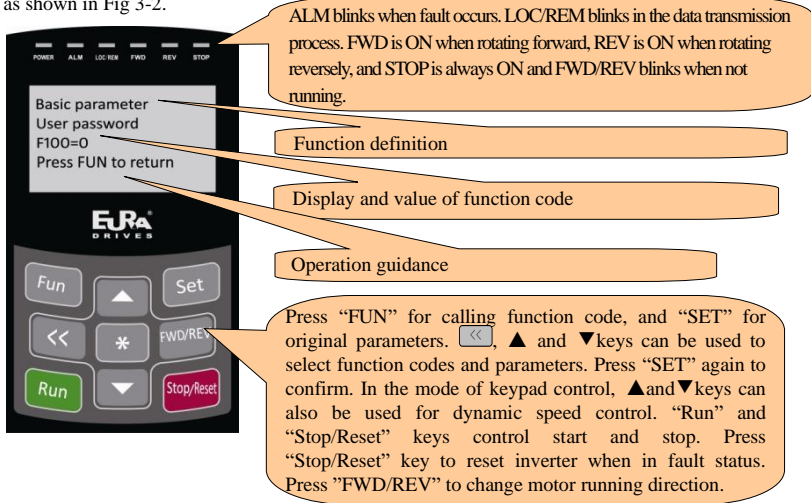 as shown in Fig 3-2.
ALM blinks when fault occurs. LOC/REM blinks in the data transmission
process. FWD is ON when rotating forward, REV is ON when rotating
reversely, and STOP is always ON and FWD/REV blinks when not
running.
POWER ALM LOC/REM FWD REV STOP
Basic parameter
User password
F100=0
Press FUN to return
Function definition
Display and value of function code
Operation guidance
EURA
DRIVES
Fun
Set
<<
*
FWD/REV
Run
Stop/Reset
Press “FUN” for calling function code, and “SET” for
original parameters. <<, ▲ and ▼keys can be used to
select function codes and parameters. Press “SET” again to
confirm. In the mode of keypad control, ▲and▼keys can
also be used for dynamic speed control. “Run” and
“Stop/Reset” keys control start and stop. Press
“Stop/Reset” key to reset inverter when in fault status.
Press ”FWD/REV” to change motor running direction.